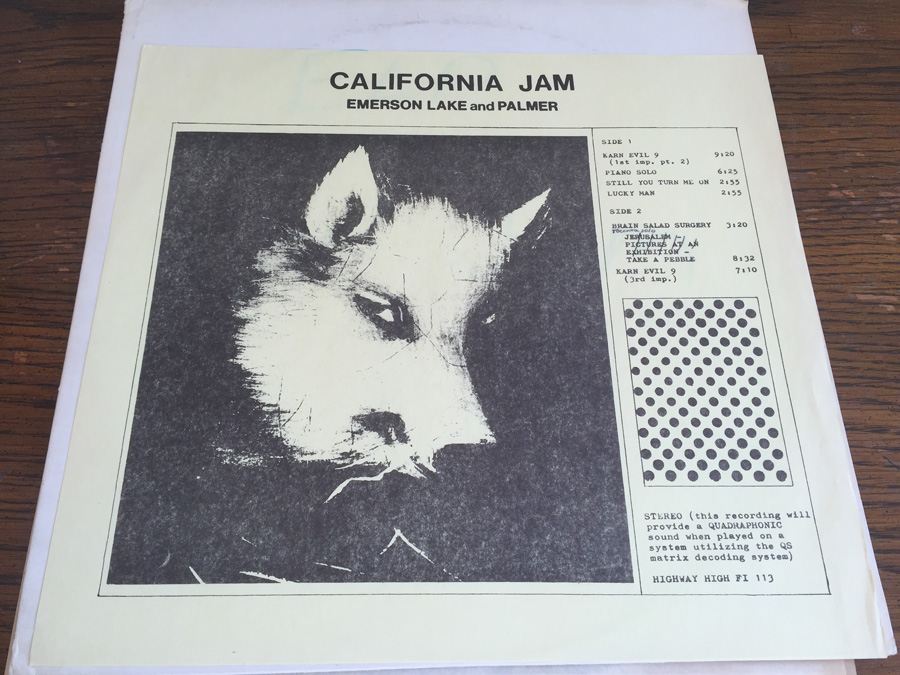 CALIFORNIA JAM
EMERSON LAKE and PALMER
SIDE 1
KARN EVIL 9 9:20
(1st imp. pt. 2)
PIANO SOLO 6:25
STILL YOU TURN ME ON 2:55
LUCKY MAN 2:55
SIDE 2
BRAIN SALAD SURGERY 3:20
JERUSALEM -
PICTURES AT AN
EXHIBITION -
TAKE A PEBBLE 8:32
KARN EVIL 9 7:10
(3rd imp.)
STEREO (this recording will
provide a QUADRAPHONIC
sound when played on a
system utilizing the QS
matrix decoding system)
HIGHWAY HIGH FI 113